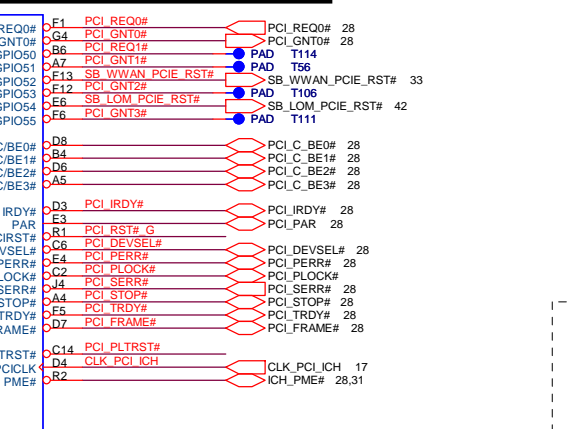 REQ0# F1 PCI_REQ0# PCI_REQ0# 28
GNT0# G4 PCI_GNT0# PCI_GNT0# 28
GPIO50 B6 PCI_REQ1# PAD T114
GPIO51 A7 PCI_GNT1# PAD T56
GPIO52 F13 SB_WWAN_PCIE_RST# SB_WWAN_PCIE_RST# 33
GPIO53 F12 PCI_GNT2# PAD T106
GPIO54 E6 SB_LOM_PCIE_RST# SB_LOM_PCIE_RST# 42
GPIO55 F6 PCI_GNT3# PAD T111
C/BE0# D8 PCI_C_BE0# 28
C/BE1# B4 PCI_C_BE1# 28
C/BE2# D6 PCI_C_BE2# 28
C/BE3# A5 PCI_C_BE3# 28
IRDY# D3 PCI_IRDY# PCI_IRDY# 28
PAR E3 PCI_PAR 28
CIRST# R1 PCI_RST#_G
EVSEL# C6 PCI_DEVSEL# PCI_DEVSEL# 28
PERR# E4 PCI_PERR# PCI_PERR# 28
LOCK# C2 PCI_PLOCK# PCI_PLOCK#
SERR# J4 PCI_SERR# PCI_SERR# 28
STOP# A4 PCI_STOP# PCI_STOP# 28
TRDY# F5 PCI_TRDY# PCI_TRDY# 28
RAME# D7 PCI_FRAME# PCI_FRAME# 28
LTRST# C14 PCI_PLTRST#
PCICLK D4 CLK_PCI_ICH CLK_PCI_ICH 17
PME# R2 ICH_PME# 28,31